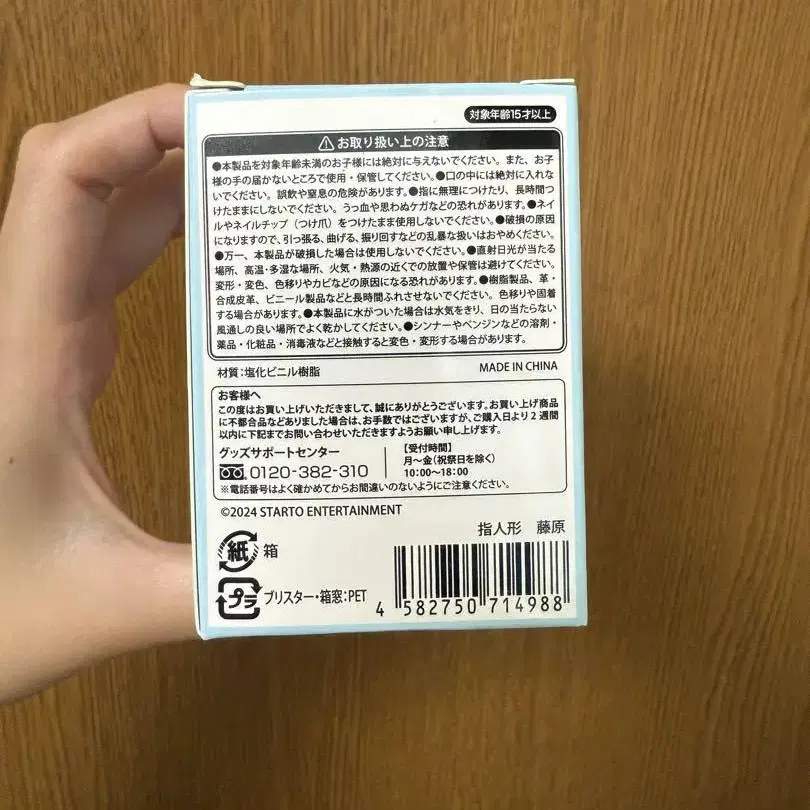 対象年齢15才以上
⚠お取り扱い上の注意
●本製品を対象年齢未満のお子様には絶対に与えないでください。また、お子
様の手の届かないところで使用・保管してください。●口の中には絶対に入れな
いでください。誤飲や窒息の危険があります。●指に無理につけたり、長時間つ
けたままにしないでください。うっ血や思わぬケガなどの恐れがあります。●ネイ
ルやネイルチップ（つけ爪）をつけたまま使用しないでください。●破損の原因
になりますので、引っ張る、曲げる、振り回すなどの乱暴な扱いはおやめください。
●万一、本製品が破損した場合は使用しないでください。●直射日光が当たる
場所、高温・多湿な場所、火気・熱源の近くでの放置や保管は避けてください。
変形・変色、色移りやカビなどの原因になる恐れがあります。●樹脂製品、革・
合成皮革、ビニール製品などと長時間ふれさせないでください。色移りや固着
する場合があります。●本製品に水がついた場合は水気をきり、日の当たらない
風通しの良い場所でよく乾かしてください。●シンナーやベンジンなどの溶剤・
薬品・化粧品・消毒液などと接触すると変色・変形する場合があります。
材質：塩化ビニル樹脂 MADE IN CHINA
お客様へ
この度はお買い上げいただきまして、誠にありがとうございます。お買い上げ商品
に不都合品などありました場合は、お手数ではございますが、ご購入日より2週間
以内に下記までお問い合わせいただきますようお願い申し上げます。
グッズサポートセンター
0120-382-310
【受付時間】
月～金（祝祭日を除く）
10:00～18:00
※電話番号はよく確かめてからお間違いのないようにご注意ください。
©2024 STARTO ENTERTAINMENT
指人形 藤原
紙 箱
プラ ブリスター・箱窓：PET
4 582750 714988